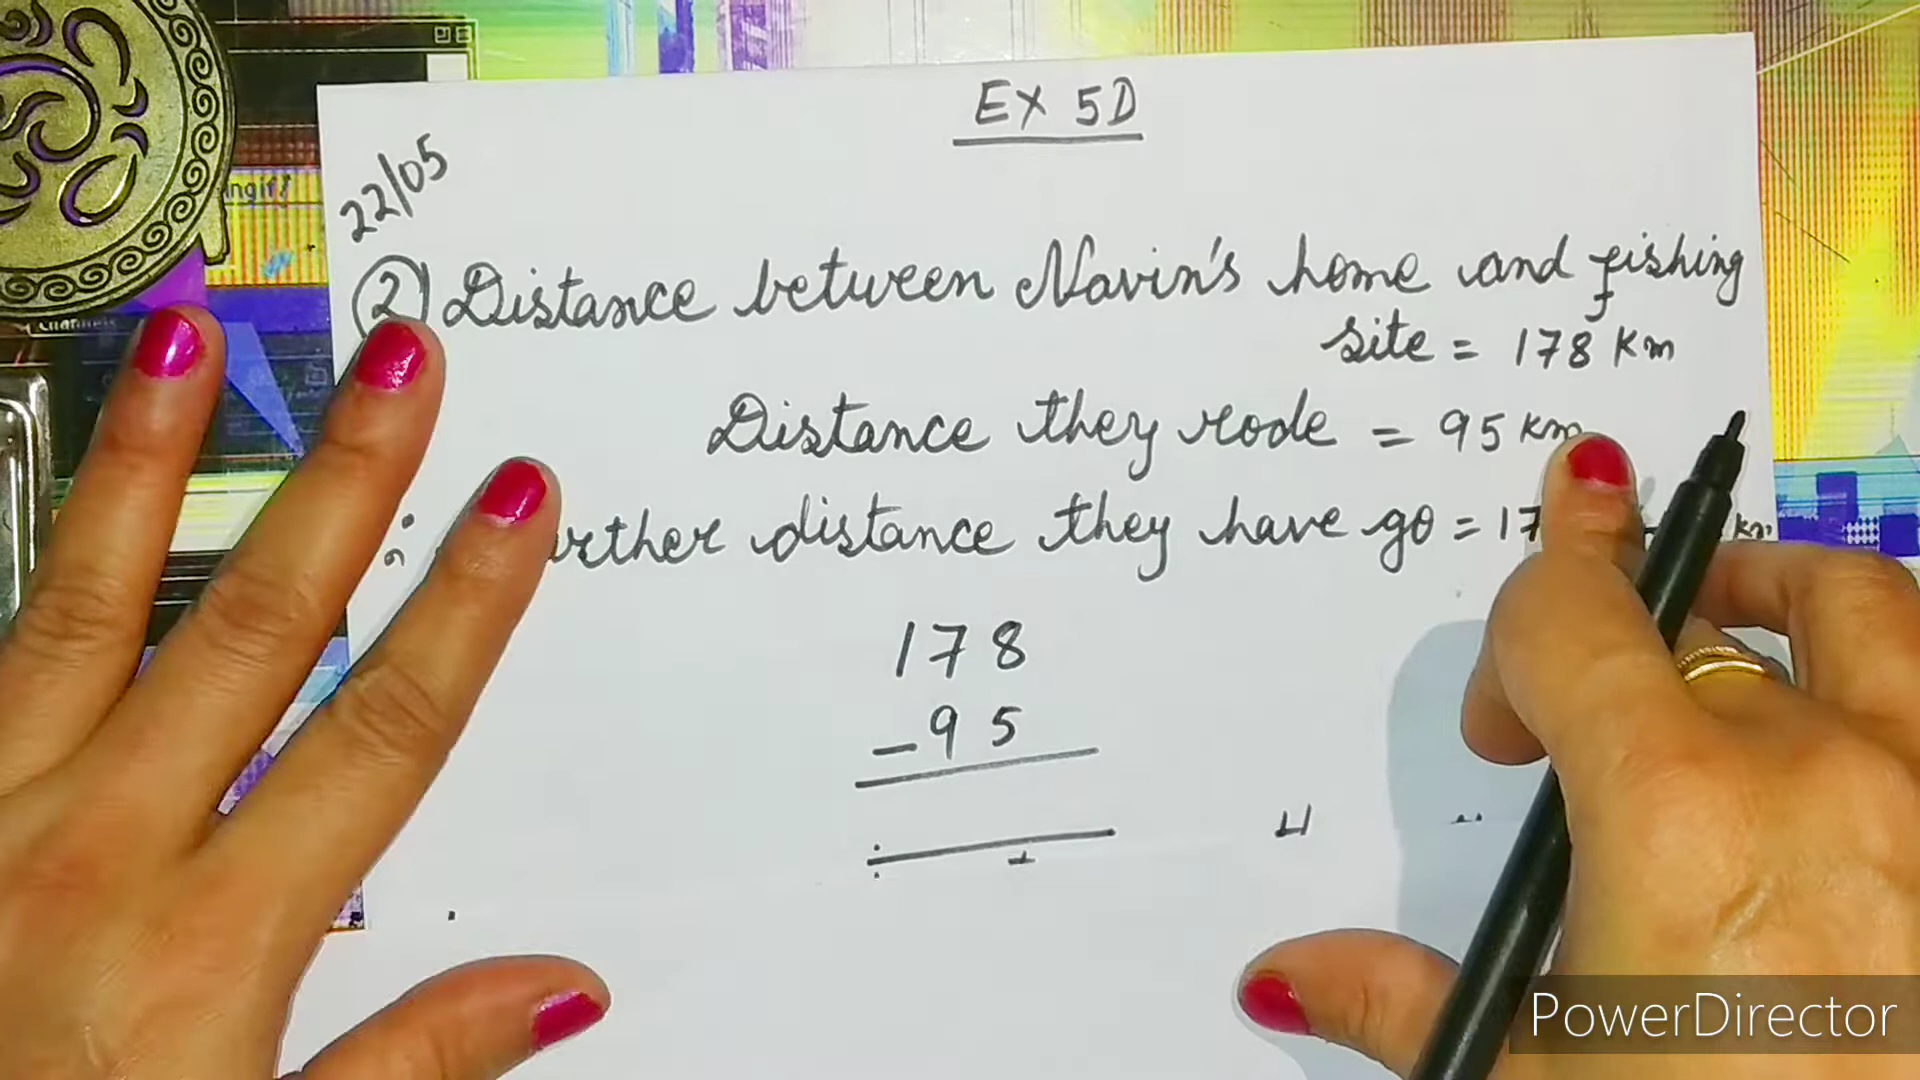 EX 5D
22/05
② Distance between Navin's home and fishing
site = 178 Km
Distance they rode = 95 Km
∴ distance they have go = 17 km
178
- 95
PowerDirector